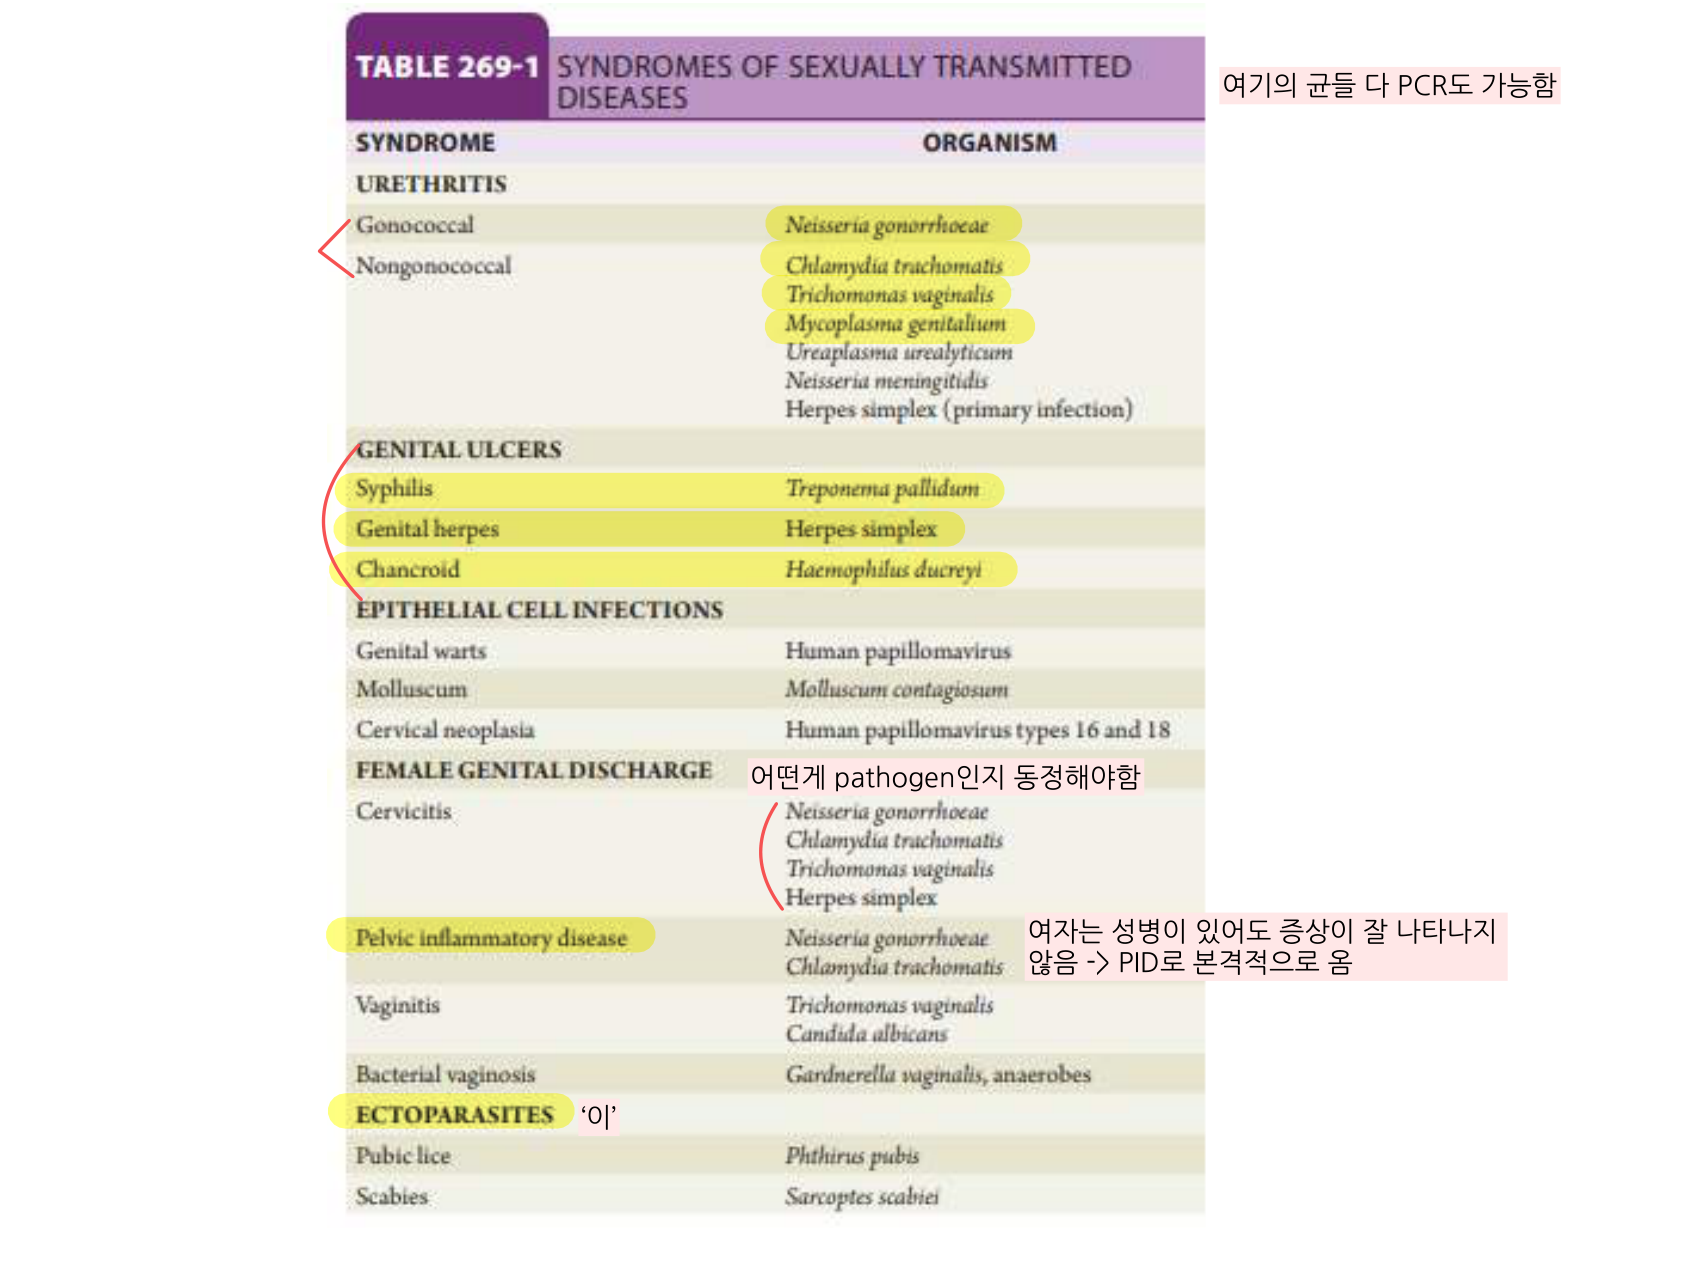 TABLE 269-1 SYNDROMES OF SEXUALLY TRANSMITTED
DISEASES
여기의 균들 다 PCR도 가능함
SYNDROME ORGANISM
URETHRITIS
Gonococcal Neisseria gonorrhoeae
Nongonococcal Chlamydia trachomatis
Trichomonas vaginalis
Mycoplasma genitalium
Ureaplasma urealyticum
Neisseria meningitidis
Herpes simplex (primary infection)
GENITAL ULCERS
Syphilis Treponema pallidum
Genital herpes Herpes simplex
Chancroid Haemophilus ducreyi
EPITHELIAL CELL INFECTIONS
Genital warts Human papillomavirus
Molluscum Molluscum contagiosum
Cervical neoplasia Human papillomavirus types 16 and 18
FEMALE GENITAL DISCHARGE 어떤게 pathogen인지 동정해야함
Cervicitis Neisseria gonorrhoeae
Chlamydia trachomatis
Trichomonas vaginalis
Herpes simplex
Pelvic inflammatory disease Neisseria gonorrhoeae
Chlamydia trachomatis
여자는 성병이 있어도 증상이 잘 나타나지
않음 -> PID로 본격적으로 옴
Vaginitis Trichomonas vaginalis
Candida albicans
Bacterial vaginosis Gardnerella vaginalis, anaerobes
ECTOPARASITES ‘이’
Pubic lice Phthirus pubis
Scabies Sarcoptes scabiei